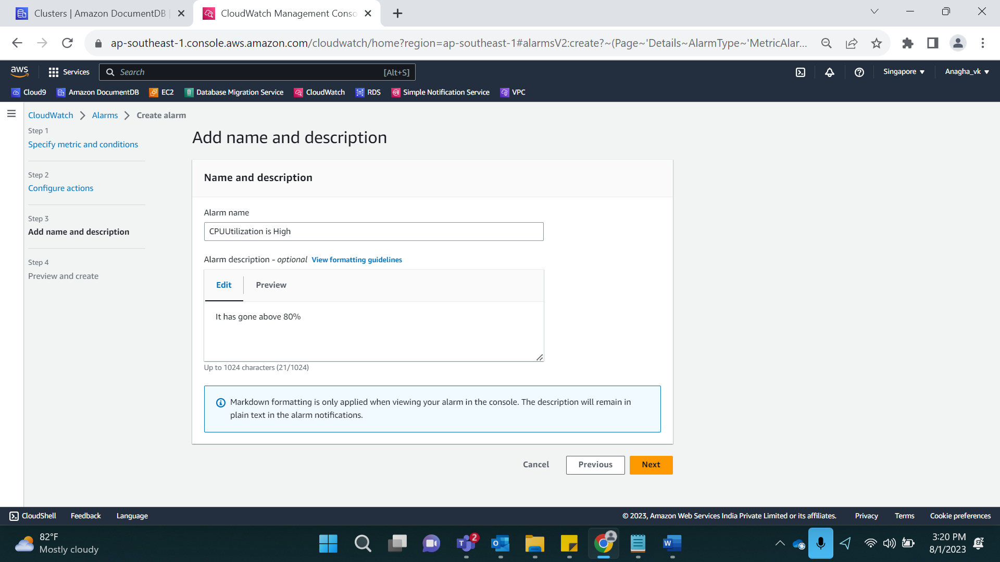 Clusters | Amazon DocumentDB
CloudWatch Management Conso
ap-southeast-1.console.aws.amazon.com/cloudwatch/home?region=ap-southeast-1#alarmsV2:create?~(Page~'Details~AlarmType~'MetricAlar...
aws
Services
Search
[Alt+S]
Singapore
Anagha_vk
Cloud9
Amazon DocumentDB
EC2
Database Migration Service
CloudWatch
RDS
Simple Notification Service
VPC
CloudWatch
Alarms
Create alarm
Step 1
Specify metric and conditions
Step 2
Configure actions
Step 3
Add name and description
Step 4
Preview and create
Add name and description
Name and description
Alarm name
CPUUtilization is High
Alarm description - optional View formatting guidelines
Edit
Preview
It has gone above 80%
Up to 1024 characters (21/1024)
Markdown formatting is only applied when viewing your alarm in the console. The description will remain in
plain text in the alarm notifications.
Cancel
Previous
Next
CloudShell
Feedback
Language
© 2023, Amazon Web Services India Private Limited or its affiliates.
Privacy
Terms
Cookie preferences
82°F
Mostly cloudy
2
3:20 PM
8/1/2023